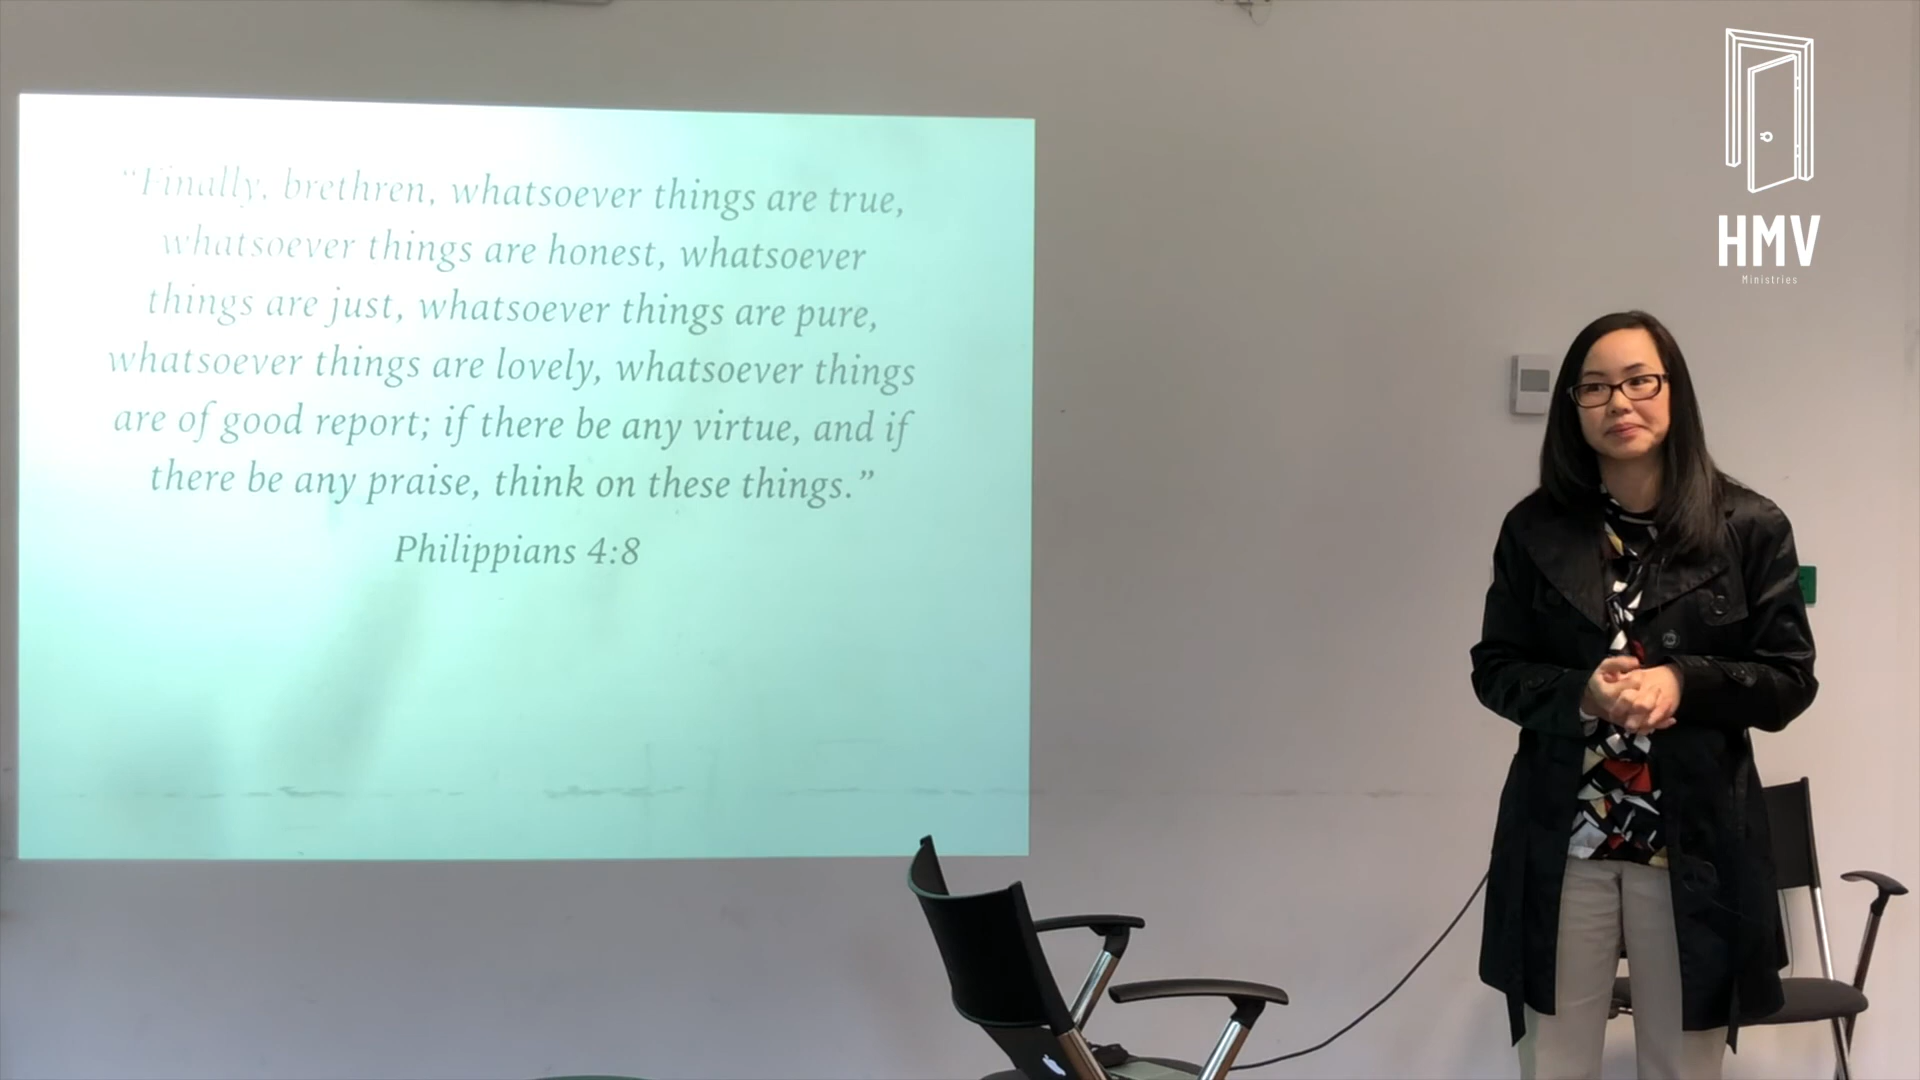 “Finally, brethren, whatsoever things are true,
whatsoever things are honest, whatsoever
things are just, whatsoever things are pure,
whatsoever things are lovely, whatsoever things
are of good report; if there be any virtue, and if
there be any praise, think on these things.”
Philippians 4:8
HMV
Ministries